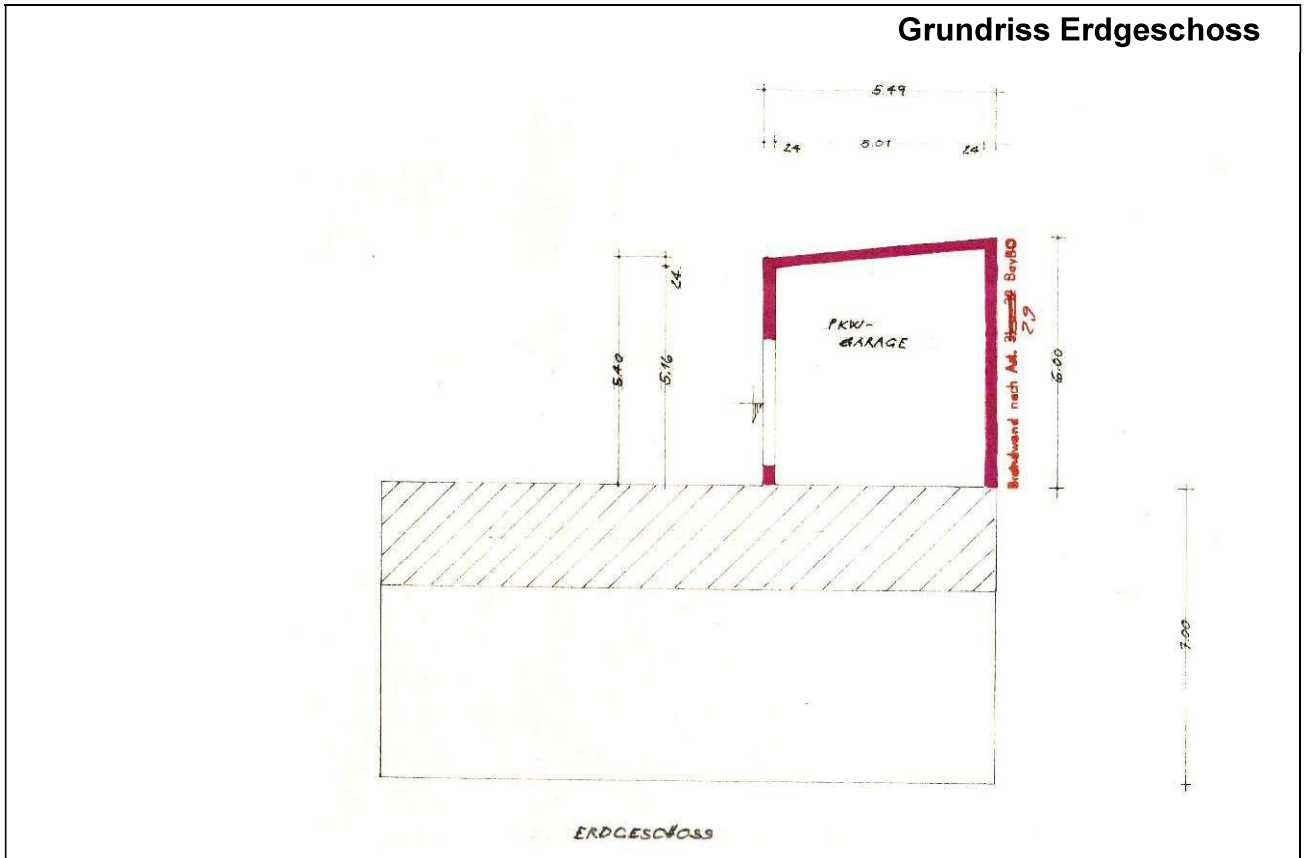 Grundriss Erdgeschoss
5.49
24 5.01 24
24
5.40
5.16
PKW-
GARAGE
Brandwand nach Art. BayBO
29
6.00
7.00
ERDGESCHOSS